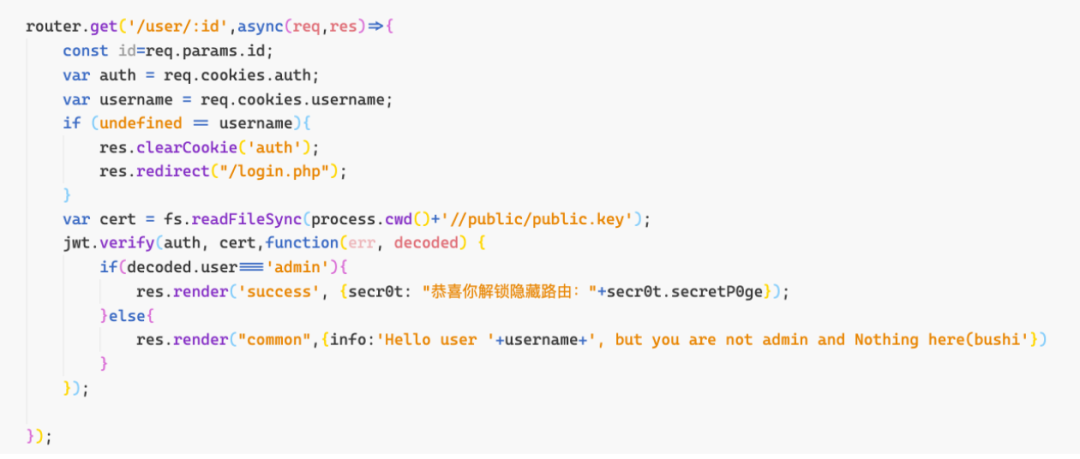 router.get('/user/:id',async(req,res)=>{
    const id=req.params.id;
    var auth = req.cookies.auth;
    var username = req.cookies.username;
    if (undefined == username){
        res.clearCookie('auth');
        res.redirect("/login.php");
    }
    var cert = fs.readFileSync(process.cwd()+'//public/public.key');
    jwt.verify(auth, cert,function(err, decoded) {
        if(decoded.user==='admin'){
            res.render('success', {secr0t: "恭喜你解锁隐藏路由："+secr0t.secretP0ge});
        }else{
            res.render("common",{info:'Hello user '+username+', but you are not admin and Nothing here(bushi'})
        }
    });
});